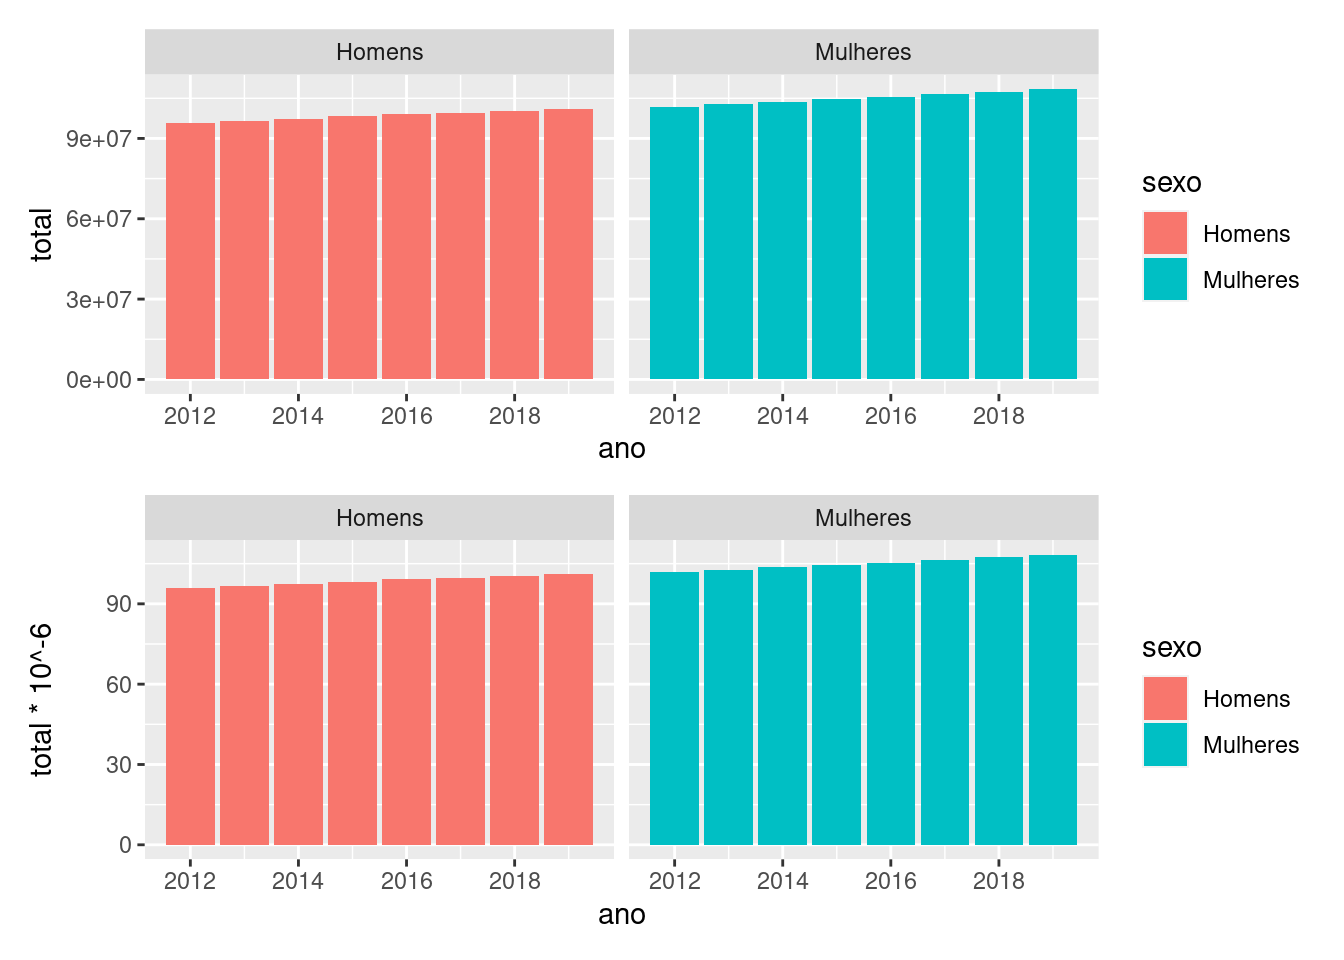 Homens Mulheres
9e+07
6e+07
3e+07
0e+00
total
2012 2014 2016 2018 2012 2014 2016 2018
ano
sexo
Homens
Mulheres
Homens Mulheres
90
60
30
0
total * 10^-6
2012 2014 2016 2018 2012 2014 2016 2018
ano
sexo
Homens
Mulheres